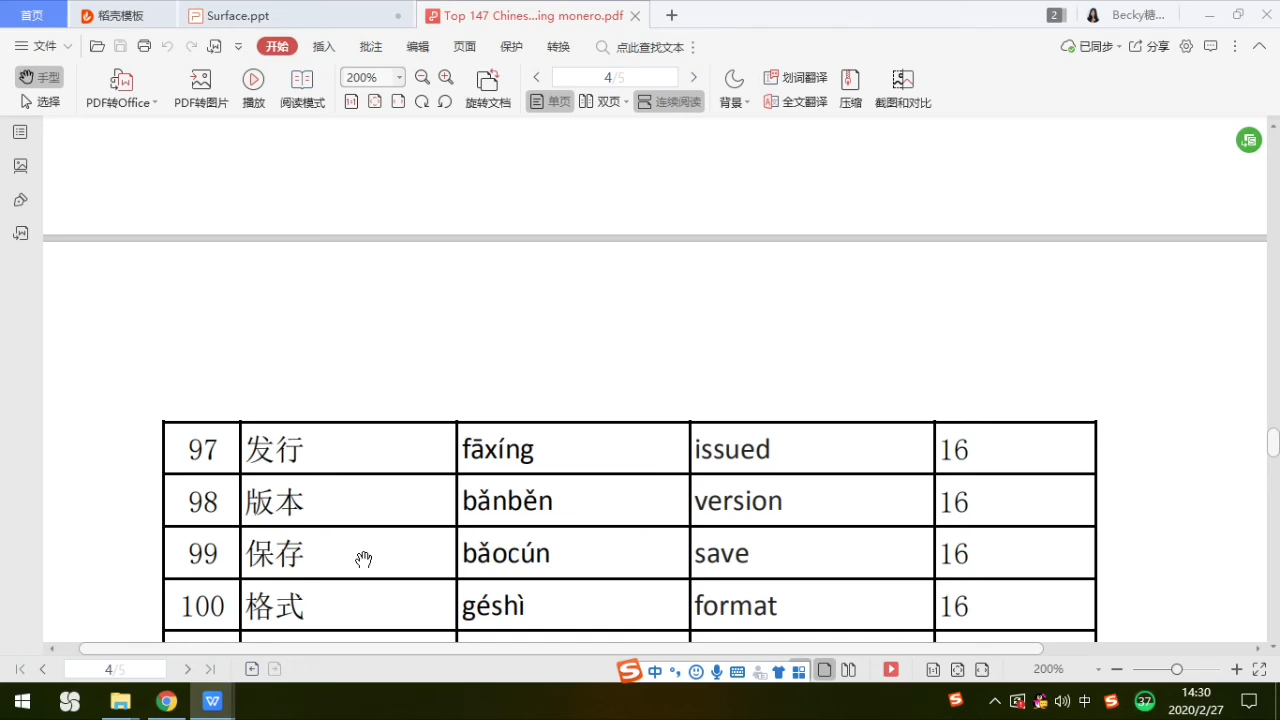 首页 稻壳模板 Surface.ppt Top 147 Chines...ing monero.pdf 2 Becky糖...
文件 开始 插入 批注 编辑 页面 保护 转换 点此查找文本 已同步 分享
手型 200% 4/5 划词翻译
选择 PDF转Office PDF转图片 播放 阅读模式 旋转文档 单页 双页 连续阅读 背景 全文翻译 压缩 截图和对比
97 发行 fāxíng issued 16
98 版本 bǎnběn version 16
99 保存 bǎocún save 16
100 格式 géshì format 16
4/5 中 200%
中 37 14:30
2020/2/27